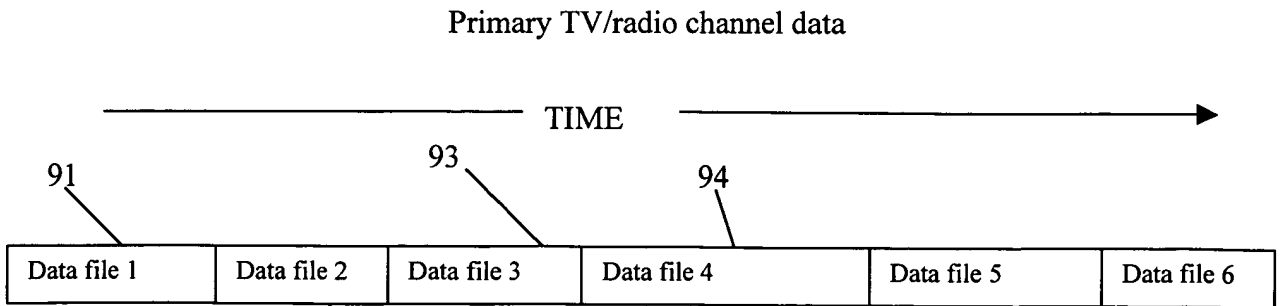 Primary TV/radio channel data
TIME
91
93
94
Data file 1
Data file 2
Data file 3
Data file 4
Data file 5
Data file 6